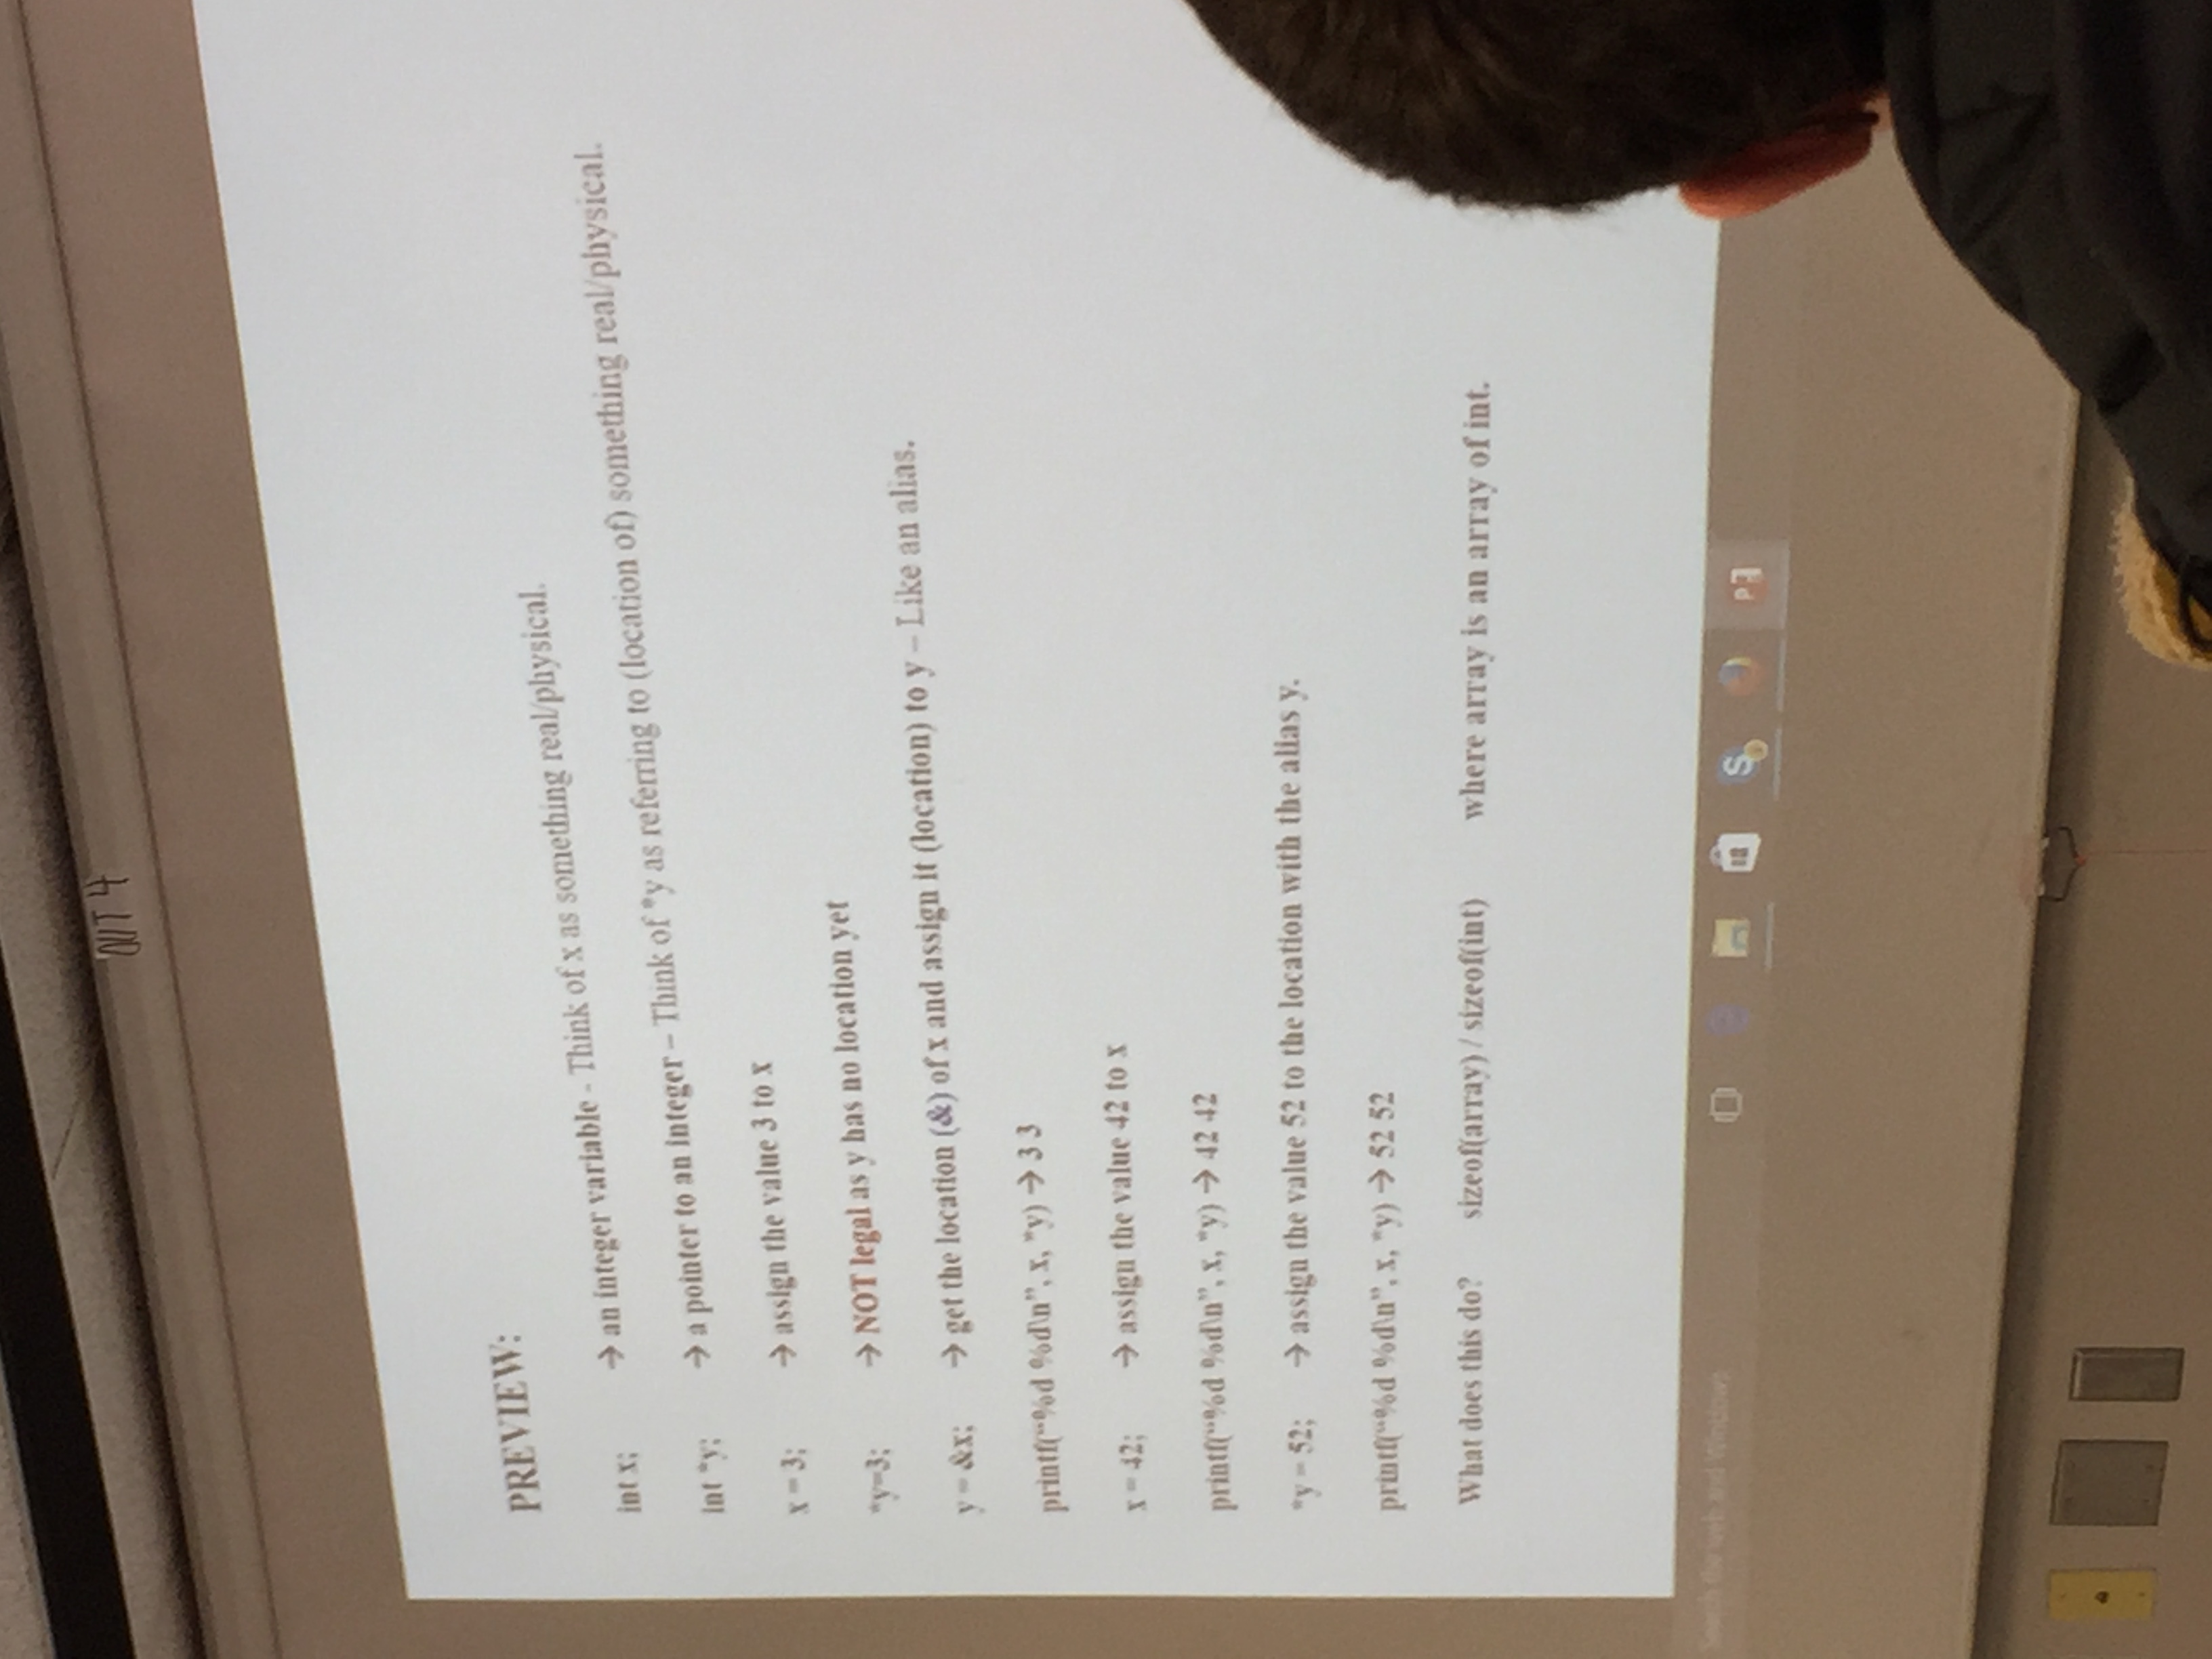 OUT 4
PREVIEW:
int x; → an integer variable - Think of x as something real/physical.
int *y; → a pointer to an integer – Think of *y as referring to (location of) something real/physical.
x = 3; → assign the value 3 to x
*y=3; → NOT legal as y has no location yet
y = &x; → get the location (&) of x and assign it (location) to y – Like an alias.
printf(“%d %d\n”, x, *y) → 3 3
x = 42; → assign the value 42 to x
printf(“%d %d\n”, x, *y) → 42 42
*y = 52; → assign the value 52 to the location with the alias y.
printf(“%d %d\n”, x, *y) → 52 52
What does this do? sizeof(array) / sizeof(int) where array is an array of int.
Search the web and Windows